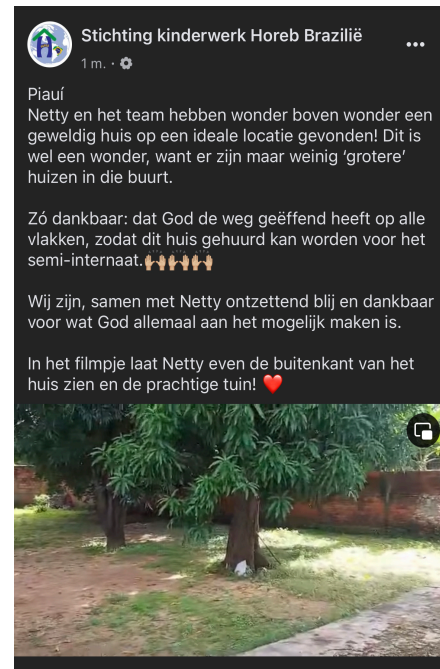 Stichting kinderwerk Horeb Brazilië
1 m.
Piauí
Netty en het team hebben wonder boven wonder een
geweldig huis op een ideale locatie gevonden! Dit is
wel een wonder, want er zijn maar weinig ‘grotere’
huizen in die buurt.
Zó dankbaar: dat God de weg geëffend heeft op alle
vlakken, zodat dit huis gehuurd kan worden voor het
semi-internaat.🙌🏼🙌🏼🙌🏼
Wij zijn, samen met Netty ontzettend blij en dankbaar
voor wat God allemaal aan het mogelijk maken is.
In het filmpje laat Netty even de buitenkant van het
huis zien en de prachtige tuin! ❤️